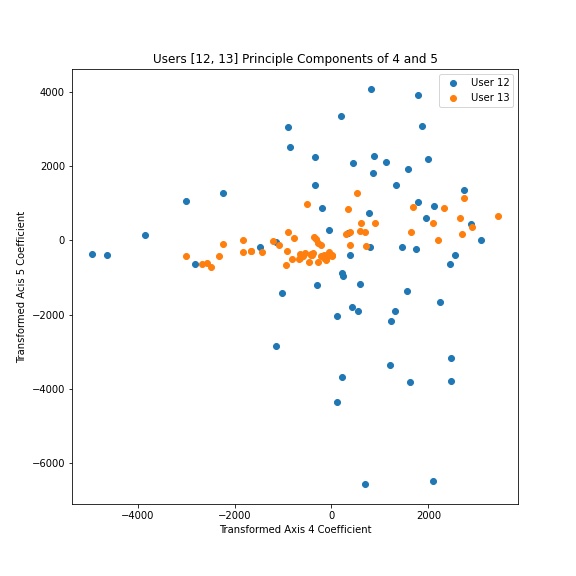 Users [12, 13] Principle Components of 4 and 5
User 12
User 13
4000
2000
0
−2000
−4000
−6000
Transformed Acis 5 Coefficient
−4000
−2000
0
2000
Transformed Axis 4 Coefficient